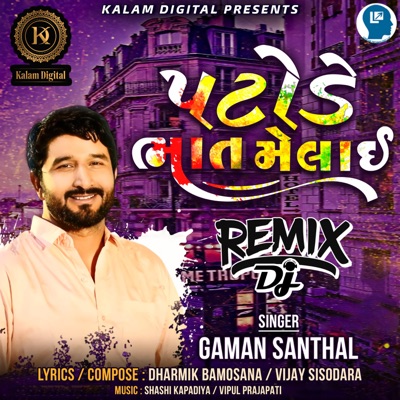 KALAM DIGITAL PRESENTS
K
Kalam Digital
પટોડે
ભાત મેલાઈ
REMIX
DJ
SINGER
GAMAN SANTHAL
LYRICS / COMPOSE : DHARMIK BAMOSANA / VIJAY SISODARA
MUSIC : SHASHI KAPADIYA / VIPUL PRAJAPATI